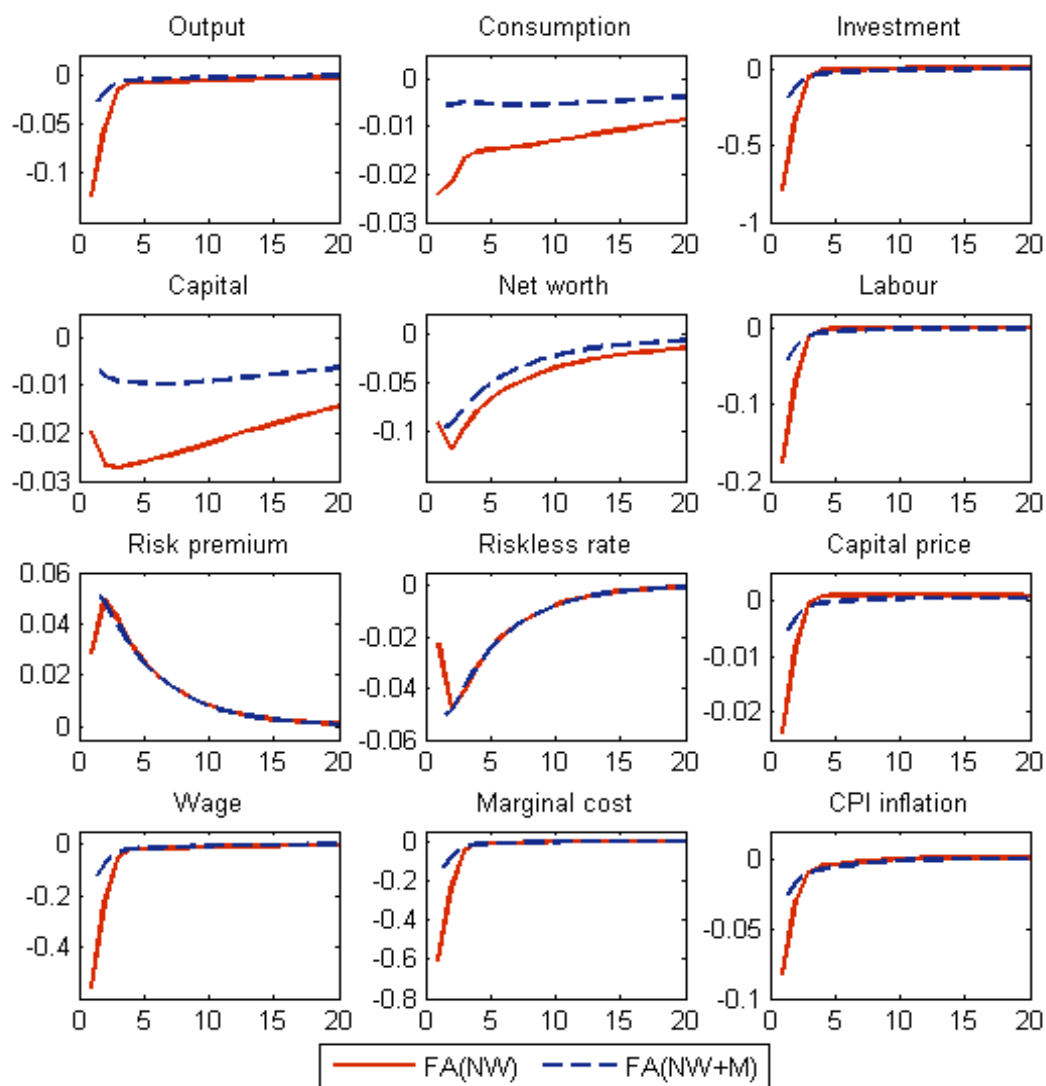 Output Consumption Investment
0 0 0
-0.05 -0.01 -0.5
-0.1 -0.02
-0.03 -1
0 5 10 15 20 0 5 10 15 20 0 5 10 15 20
Capital Net worth Labour
0 0 0
-0.01 -0.05 -0.1
-0.02 -0.1
-0.03 -0.2
0 5 10 15 20 0 5 10 15 20 0 5 10 15 20
Risk premium Riskless rate Capital price
0.06 0 0
0.04 -0.02 -0.01
0.02 -0.04 -0.02
0 -0.06
0 5 10 15 20 0 5 10 15 20 0 5 10 15 20
Wage Marginal cost CPI inflation
0 0 0
-0.2 -0.2 -0.05
-0.4 -0.4
-0.6
-0.8 -0.1
0 5 10 15 20 0 5 10 15 20 0 5 10 15 20
FA(NW) FA(NW+M)